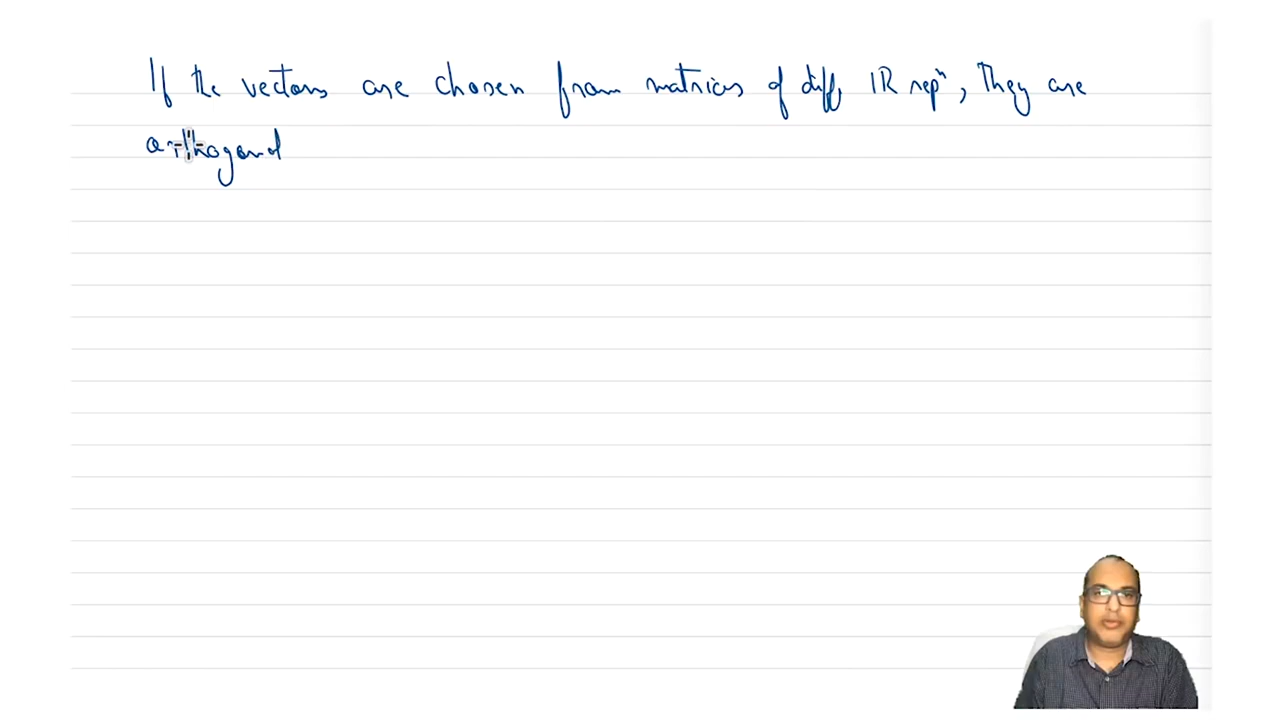 If the vectors are chosen from matrices of diff IR repⁿ, They are
orthogonal